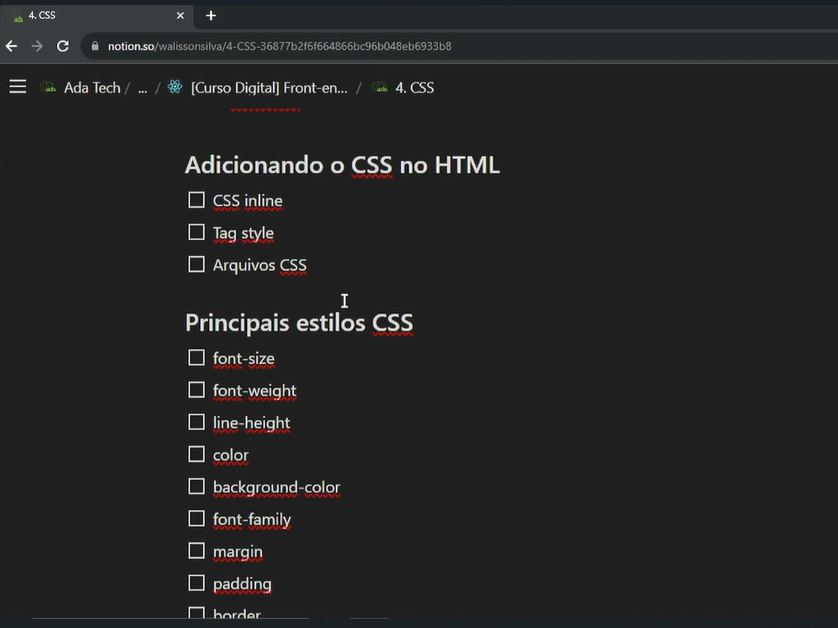 4. CSS
notion.so/walissonsilva/4-CSS-36877b2f6f664866bc96b048eb6933b8
Ada Tech / ... / [Curso Digital] Front-en... / 4. CSS
Adicionando o CSS no HTML
CSS inline
Tag style
Arquivos CSS
Principais estilos CSS
font-size
font-weight
line-height
color
background-color
font-family
margin
padding
border